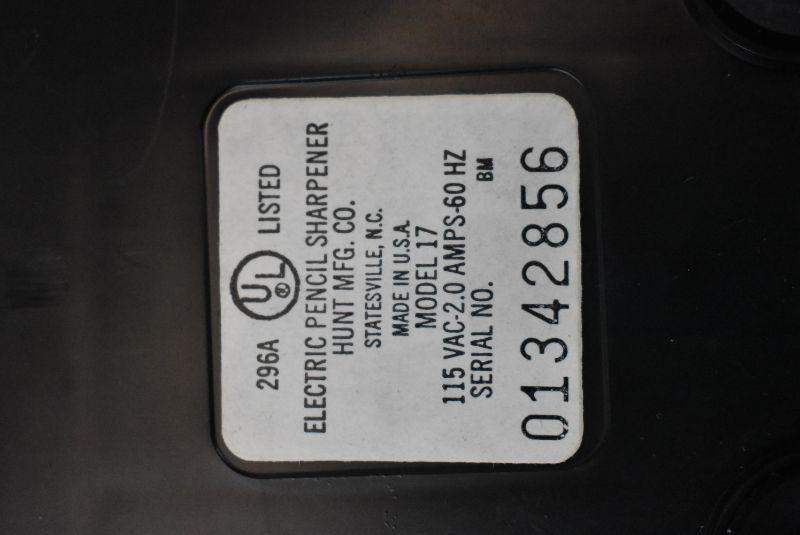 296A UL® LISTED
ELECTRIC PENCIL SHARPENER
HUNT MFG. CO.
STATESVILLE, N.C.
MADE IN U.S.A.
MODEL 17
115 VAC-2.0 AMPS-60 HZ
SERIAL NO. BM
01342856